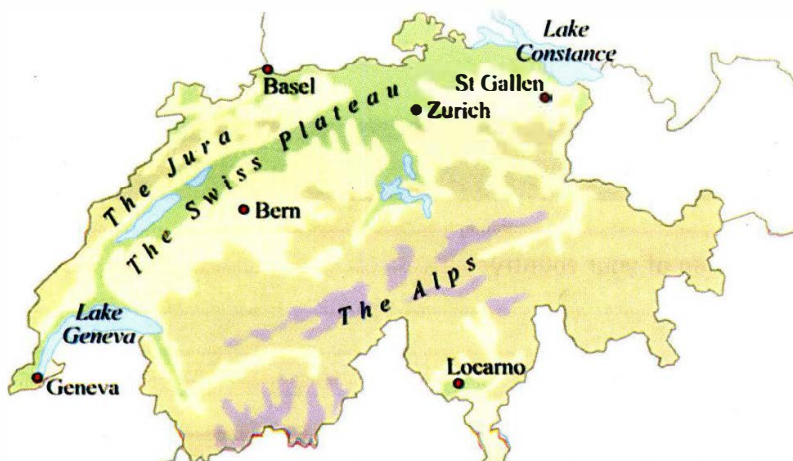 Lake
Constance
Basel
St Gallen
Zurich
The Jura
The Swiss Plateau
Bern
The Alps
Lake
Geneva
Geneva
Locarno